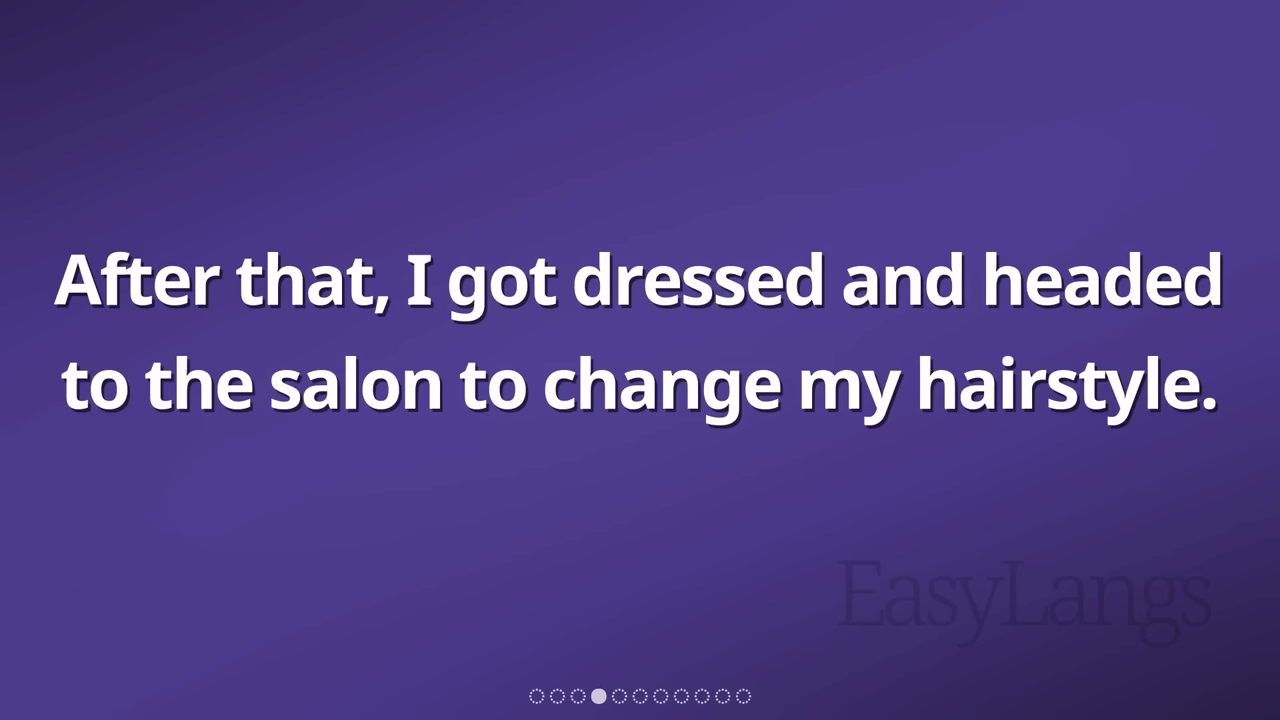 After that, I got dressed and headed
to the salon to change my hairstyle.
EasyLangs